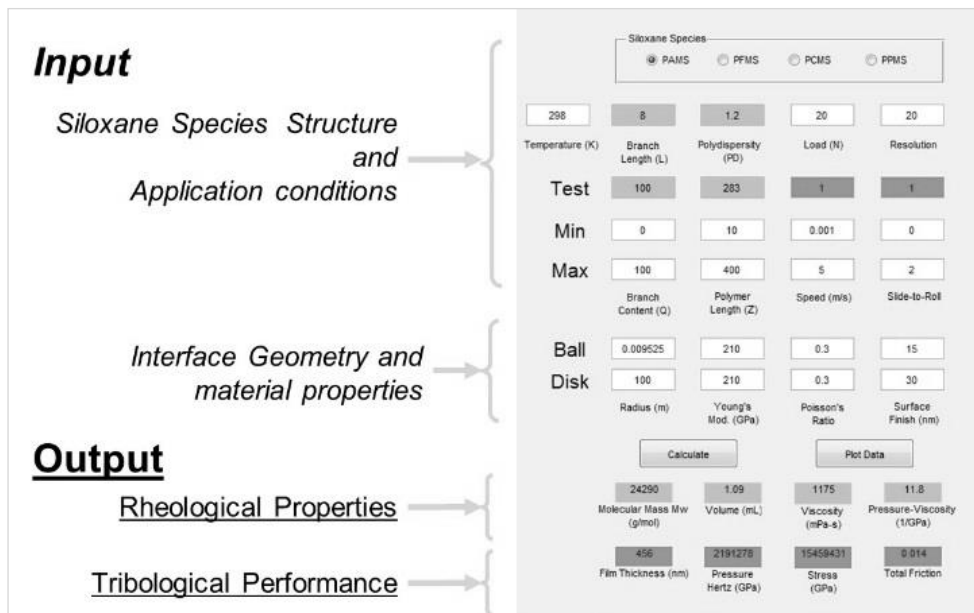 Input
Siloxane Species Structure
and
Application conditions
Interface Geometry and
material properties
Output
Rheological Properties
Tribological Performance
Siloxane Species
PAMS PFMS PCMS PPMS
298 8 1.2 20 20
Temperature (K) Branch Length (L) Polydispersity (PD) Load (N) Resolution
Test 100 283 1 1
Min 0 10 0.001 0
Max 100 400 5 2
Branch Content (Q) Polymer Length (Z) Speed (m/s) Slide-to-Roll
Ball 0.009525 210 0.3 15
Disk 100 210 0.3 30
Radius (m) Young's Mod. (GPa) Poisson's Ratio Surface Finish (nm)
Calculate Plot Data
24290 1.09 1175 11.8
Molecular Mass Mw (g/mol) Volume (mL) Viscosity (mPa-s) Pressure-Viscosity (1/GPa)
456 2191278 15459431 0.014
Film Thickness (nm) Pressure Hertz (GPa) Stress (GPa) Total Friction